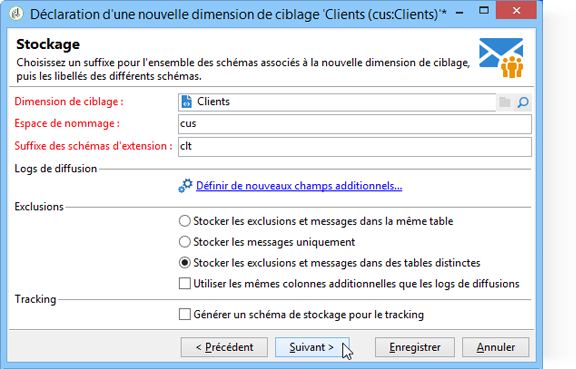 Déclaration d'une nouvelle dimension de ciblage 'Clients (cus:Clients)'*
Stockage
Choisissez un suffixe pour l'ensemble des schémas associés à la nouvelle dimension de ciblage,
puis les libellés des différents schémas.
Dimension de ciblage : Clients
Espace de nommage : cus
Suffixe des schémas d'extension : clt
Logs de diffusion
Définir de nouveaux champs additionnels...
Exclusions
Stocker les exclusions et messages dans la même table
Stocker les messages uniquement
Stocker les exclusions et messages dans des tables distinctes
Utiliser les mêmes colonnes additionnelles que les logs de diffusions
Tracking
Générer un schéma de stockage pour le tracking
< Précédent Suivant > Enregistrer Annuler